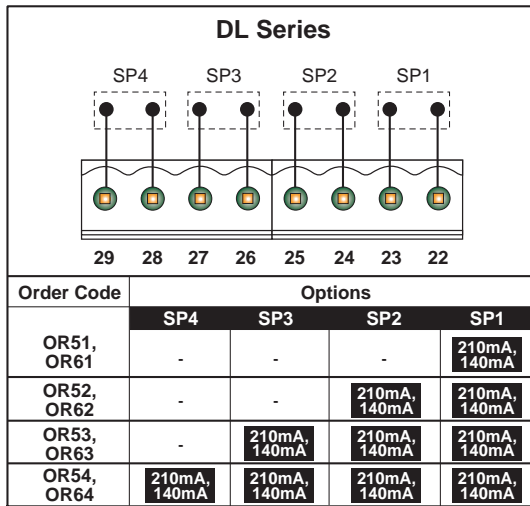 DL Series
SP4 SP3 SP2 SP1
29 28 27 26 25 24 23 22
Order Code Options
SP4 SP3 SP2 SP1
OR51,
OR61 - - - 210mA,
140mA
OR52,
OR62 - - 210mA,
140mA 210mA,
140mA
OR53,
OR63 - 210mA,
140mA 210mA,
140mA 210mA,
140mA
OR54,
OR64 210mA,
140mA 210mA,
140mA 210mA,
140mA 210mA,
140mA